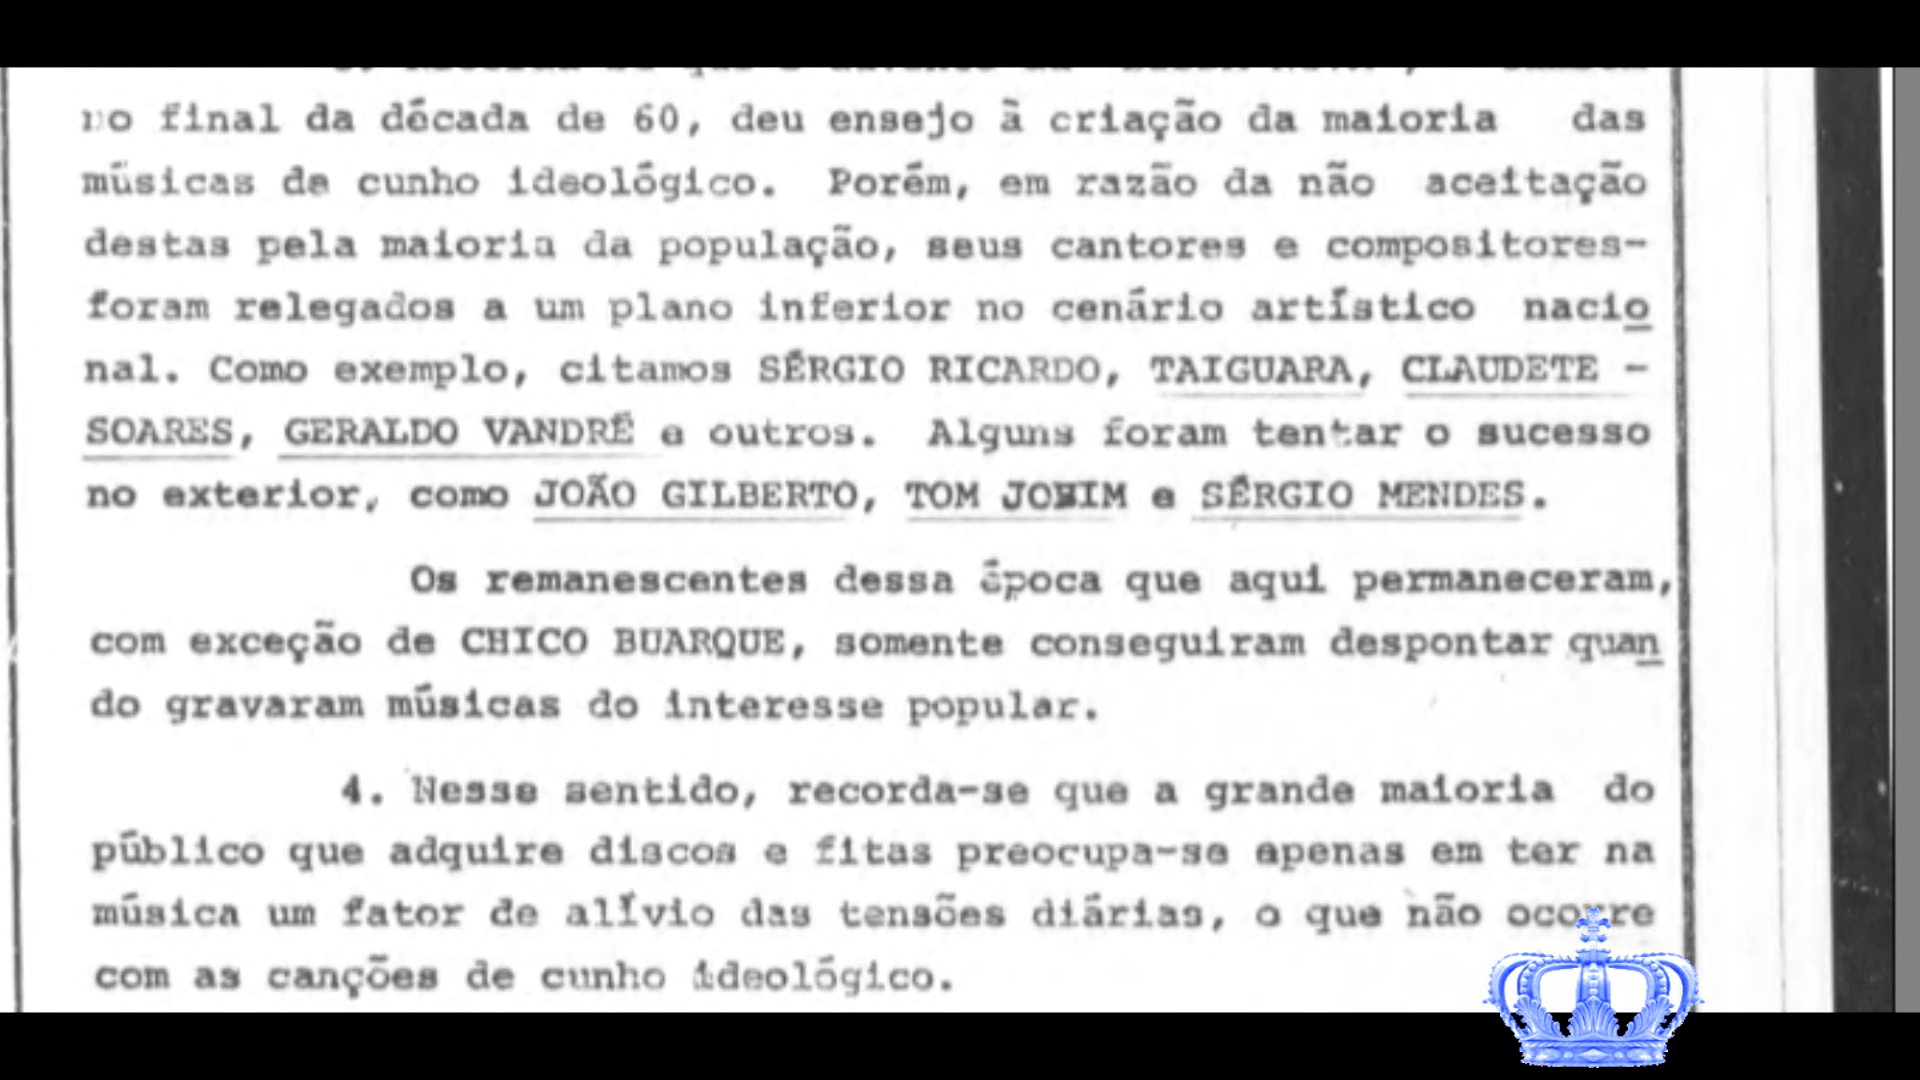 no final da década de 60, deu ensejo à criação da maioria das
músicas de cunho ideológico. Porém, em razão da não aceitação
destas pela maioria da população, seus cantores e compositores-
foram relegados a um plano inferior no cenário artístico nacio
nal. Como exemplo, citamos SÉRGIO RICARDO, TAIGUARA, CLAUDETE -
SOARES, GERALDO VANDRÉ e outros. Alguns foram tentar o sucesso
no exterior, como JOÃO GILBERTO, TOM JOBIM e SÉRGIO MENDES.
Os remanescentes dessa época que aqui permaneceram,
com exceção de CHICO BUARQUE, somente conseguiram despontar quan
do gravaram músicas do interesse popular.
4. Nesse sentido, recorda-se que a grande maioria do
público que adquire discos e fitas preocupa-se apenas em ter na
música um fator de alívio das tensões diárias, o que não ocorre
com as canções de cunho ideológico.